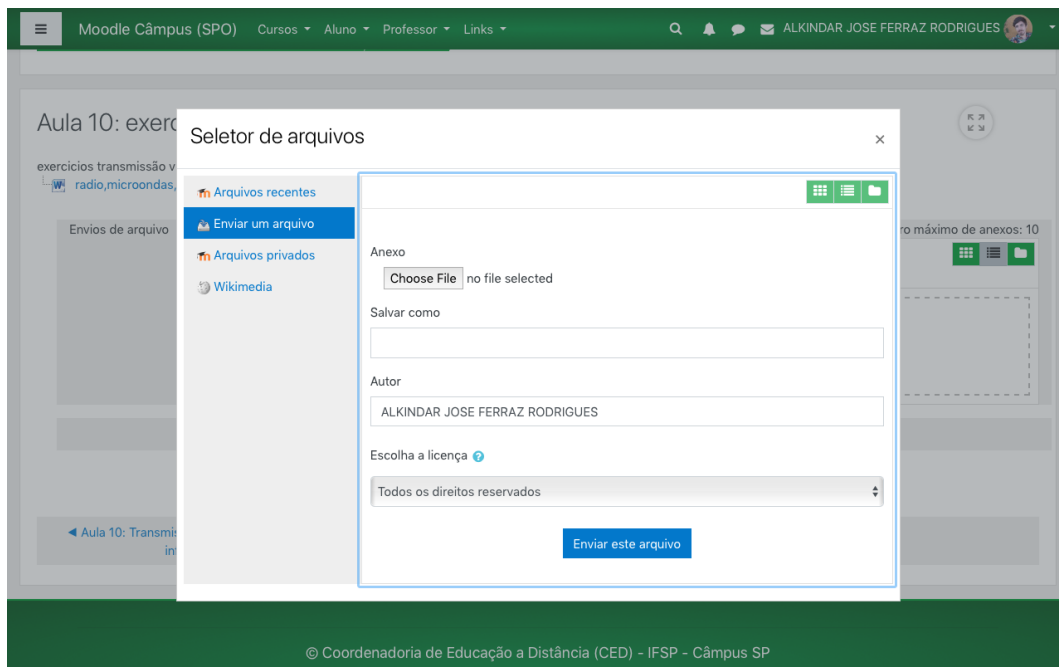 Moodle Câmpus (SPO) Cursos Aluno Professor Links ALKINDAR JOSE FERRAZ RODRIGUES
Aula 10: exerc
exercicios transmissão v
radio,microondas,
Envios de arquivo
ro máximo de anexos: 10
Seletor de arquivos
×
Arquivos recentes
Enviar um arquivo
Arquivos privados
Wikimedia
Anexo
Choose File no file selected
Salvar como
Autor
ALKINDAR JOSE FERRAZ RODRIGUES
Escolha a licença
Todos os direitos reservados
Enviar este arquivo
◄ Aula 10: Transmis
in
© Coordenadoria de Educação a Distância (CED) - IFSP - Câmpus SP